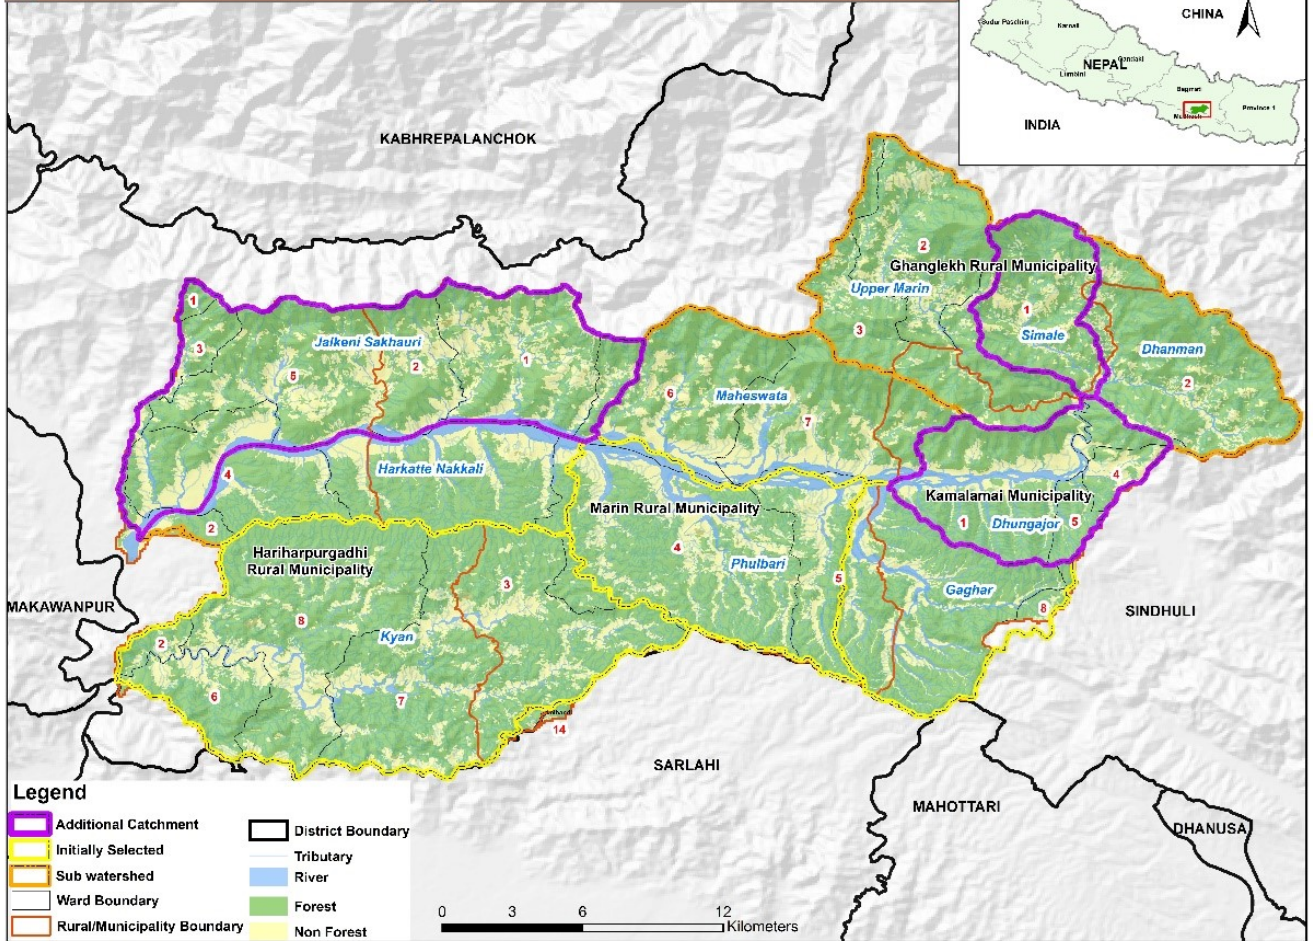 CHINA
Sudur Paschim
Karnali
NEPAL
Gandaki
Lumbini
Bagmati
Province 1
INDIA
KABHREPALANCHOK
2
Ghanglekh Rural Municipality
Upper Marin
1
3
Simale
Dhanman
2
1
3
Jalkeni Sakhauri
5
2
1
6
Maheswata
7
4
Harkatte Nakkali
4
Kamalamai Municipality
Marin Rural Municipality
1
Dhungajor
5
2
Hariharpurgadhi
Rural Municipality
4
Phulbari
3
5
Gaghar
MAKAWANPUR
8
8
SINDHULI
Kyan
2
6
7
14
SARLAHI
MAHOTTARI
DHANUSA
Legend
Additional Catchment
Initially Selected
Sub watershed
Ward Boundary
Rural/Municipality Boundary
District Boundary
Tributary
River
Forest
Non Forest
0 3 6 12
Kilometers